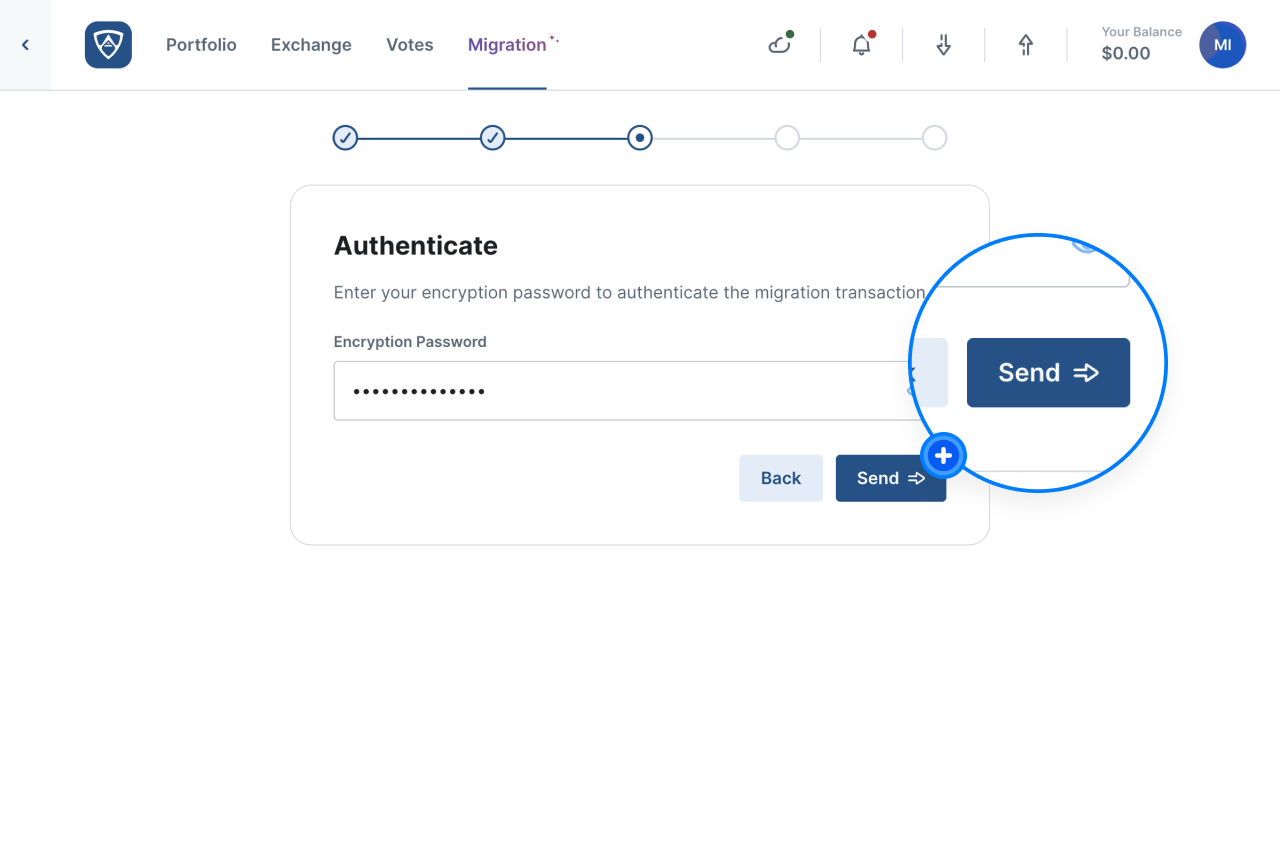 Portfolio Exchange Votes Migration Your Balance
$0.00 MI
Authenticate
Enter your encryption password to authenticate the migration transaction
Encryption Password
••••••••••••••
Send
Back Send